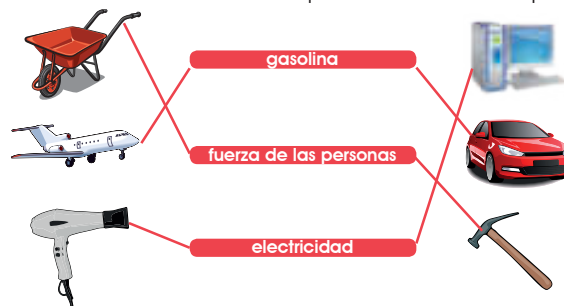 gasolina
fuerza de las personas
electricidad